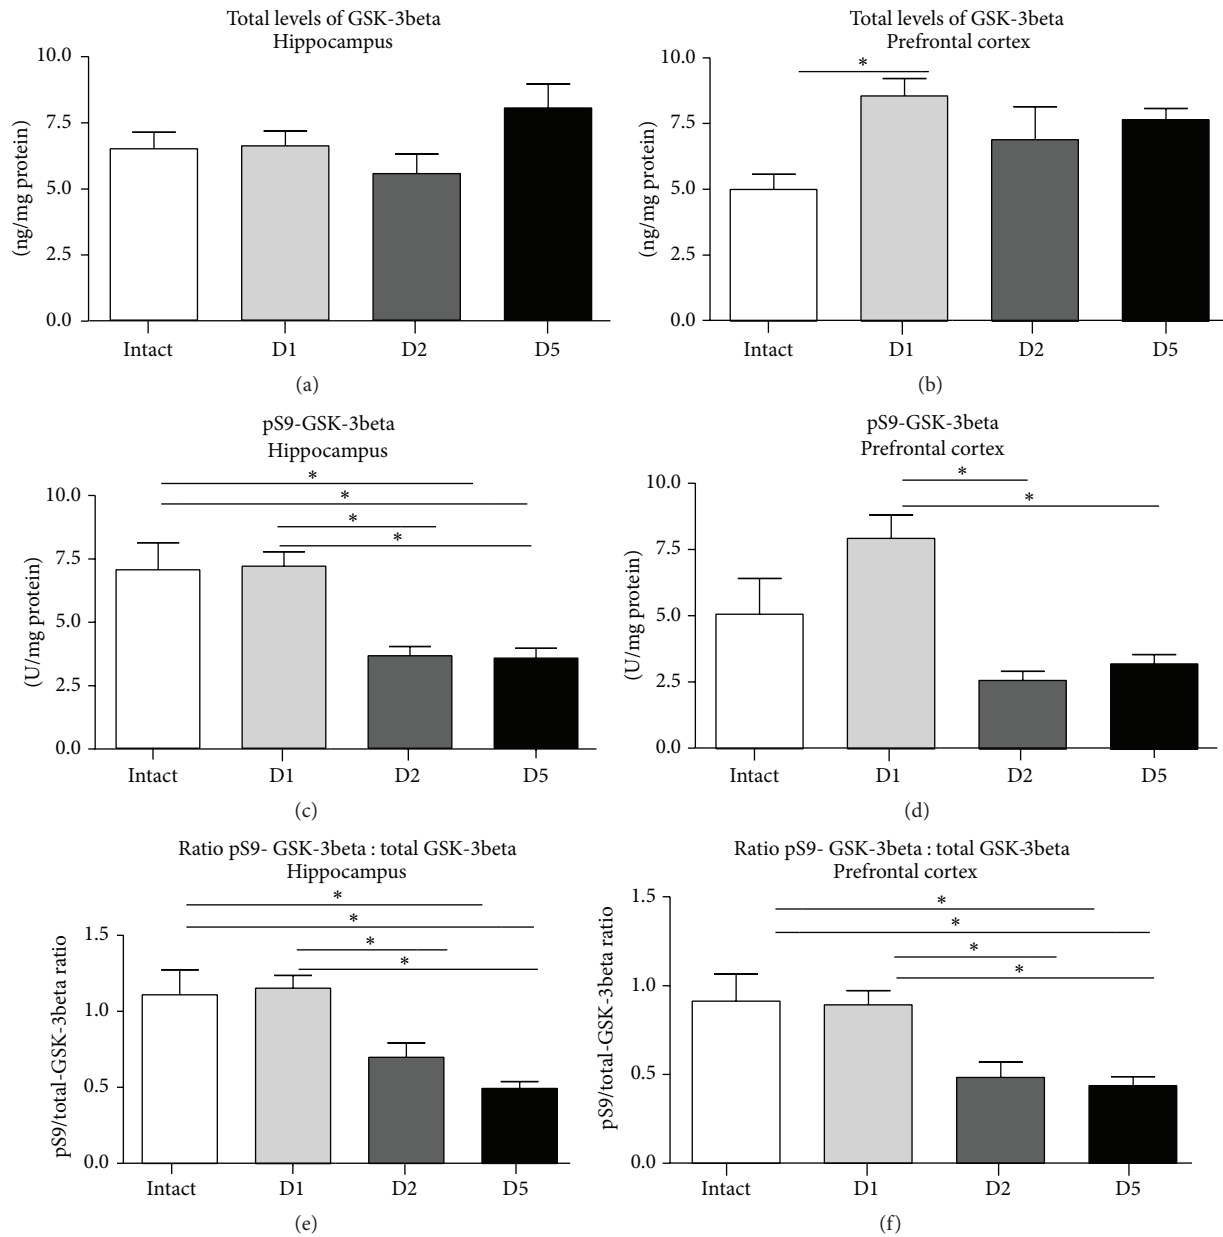 Total levels of GSK-3beta
Hippocampus
10.0
7.5
5.0
2.5
0.0
(ng/mg protein)
Intact D1 D2 D5
(a)
Total levels of GSK-3beta
Prefrontal cortex
*
10.0
7.5
5.0
2.5
0.0
(ng/mg protein)
Intact D1 D2 D5
(b)
pS9-GSK-3beta
Hippocampus
*
*
*
*
10.0
7.5
5.0
2.5
0.0
(U/mg protein)
Intact D1 D2 D5
(c)
pS9-GSK-3beta
Prefrontal cortex
*
*
10.0
7.5
5.0
2.5
0.0
(U/mg protein)
Intact D1 D2 D5
(d)
Ratio pS9- GSK-3beta : total GSK-3beta
Hippocampus
*
*
*
*
1.5
1.0
0.5
0.0
pS9/total-GSK-3beta ratio
Intact D1 D2 D5
(e)
Ratio pS9- GSK-3beta : total GSK-3beta
Prefrontal cortex
*
*
*
*
1.5
1.0
0.5
0.0
pS9/total-GSK-3beta ratio
Intact D1 D2 D5
(f)